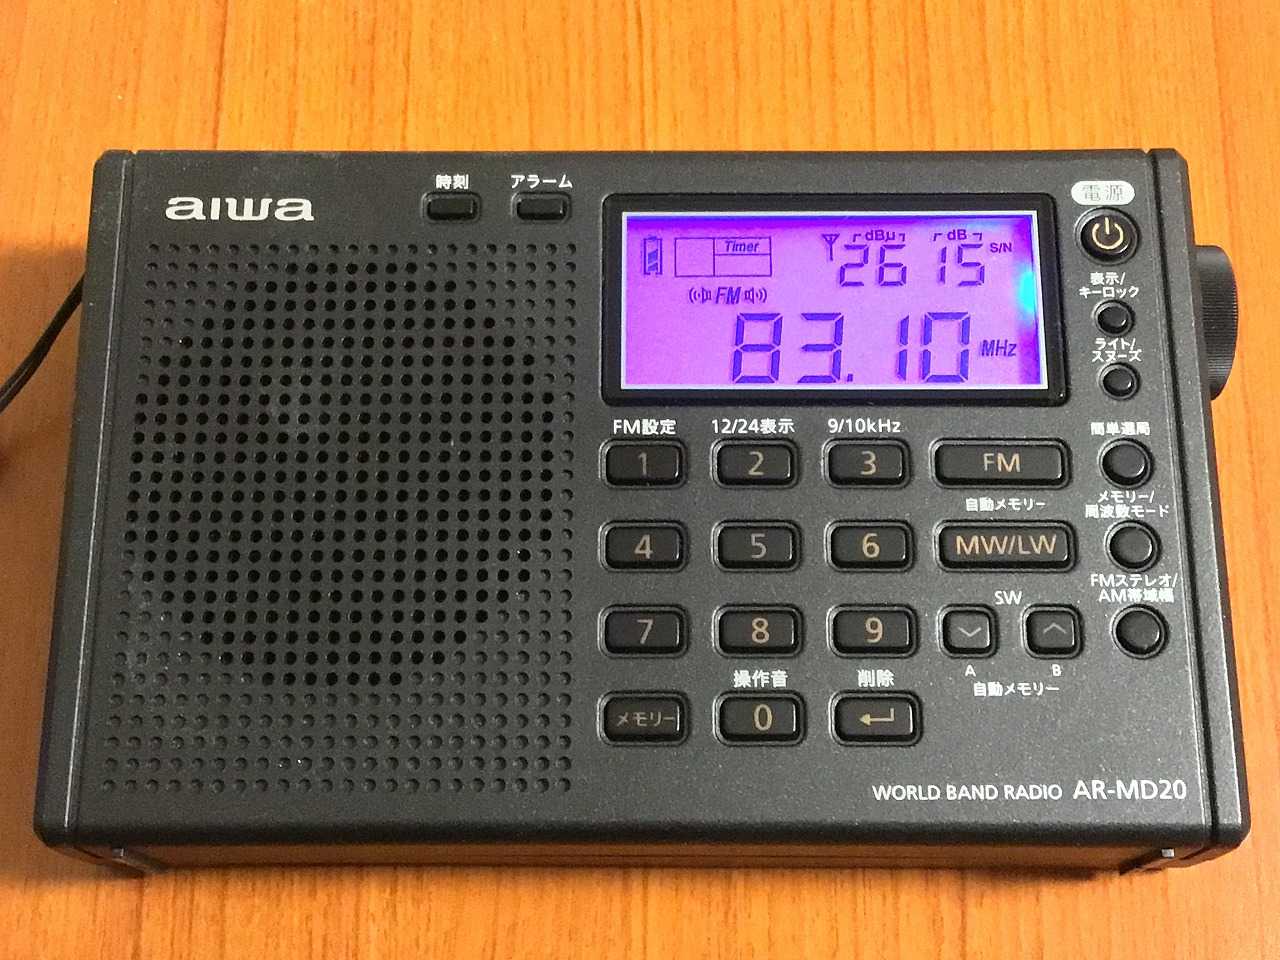 aiwa
時刻 アラーム
電源
Timer
dBμ dB
26 15 S/N
FM
83.10 MHz
表示/
キーロック
ライト/
スヌーズ
FM設定 12/24表示 9/10kHz
簡単選局
1 2 3 FM
自動メモリー
メモリー/
周波数モード
4 5 6 MW/LW
FMステレオ/
AM帯域幅
SW
7 8 9
A B
操作音 削除
自動メモリー
メモリー 0
WORLD BAND RADIO AR-MD20